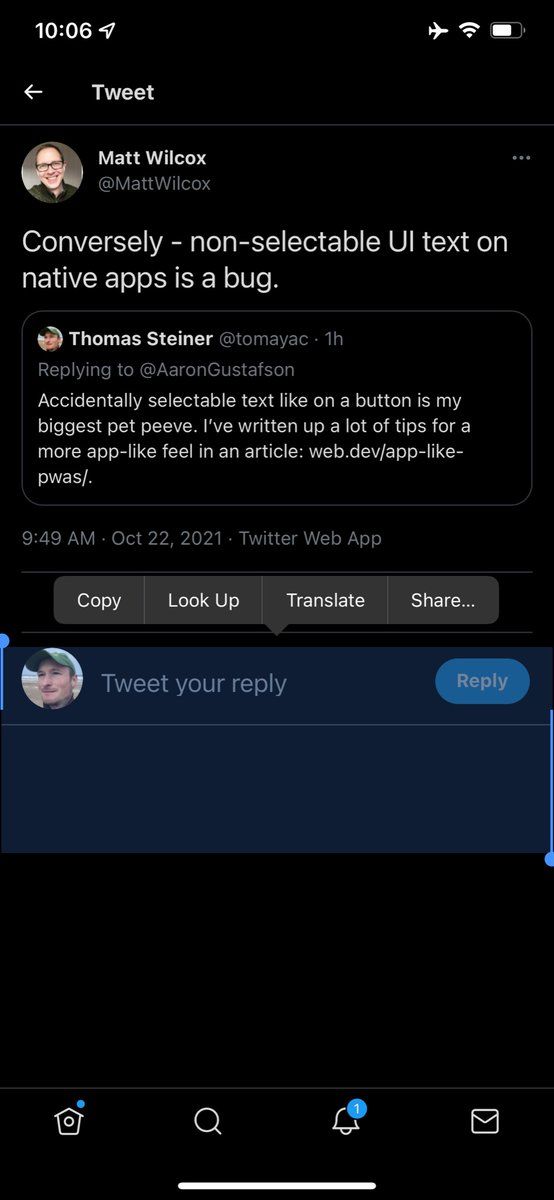 10:06
Tweet
Matt Wilcox
@MattWilcox
Conversely - non-selectable UI text on
native apps is a bug.
Thomas Steiner @tomayac · 1h
Replying to @AaronGustafson
Accidentally selectable text like on a button is my
biggest pet peeve. I’ve written up a lot of tips for a
more app-like feel in an article: web.dev/app-like-
pwas/.
9:49 AM · Oct 22, 2021 · Twitter Web App
Copy Look Up Translate Share...
Tweet your reply Reply
1